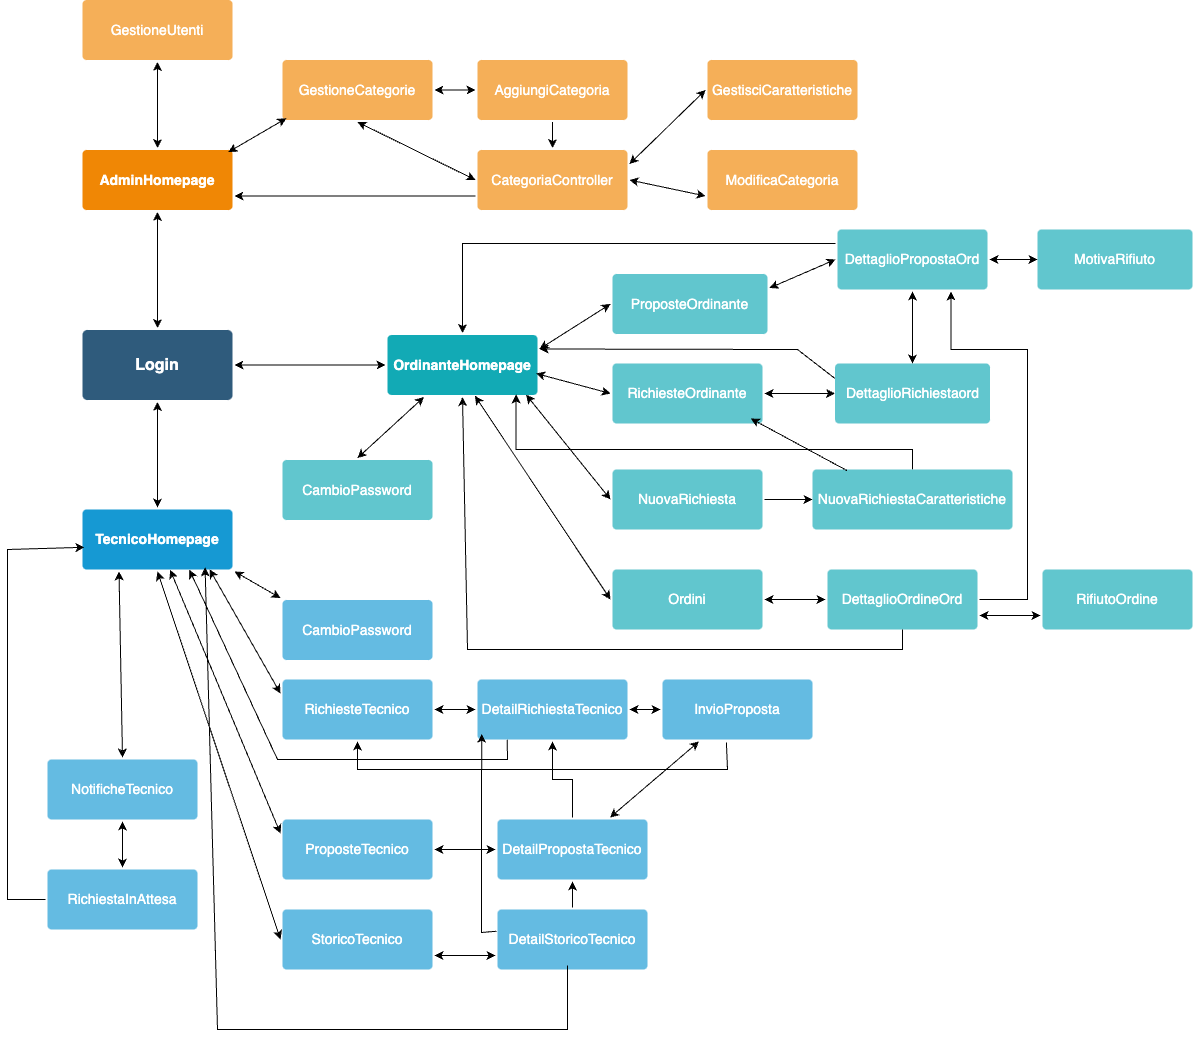 GestioneUtenti
GestioneCategorie
AggiungiCategoria
GestisciCaratteristiche
AdminHomepage
CategoriaController
ModificaCategoria
DettaglioPropostaOrd
MotivaRifiuto
ProposteOrdinante
Login
OrdinanteHomepage
RichiesteOrdinante
DettaglioRichiestaord
CambioPassword
NuovaRichiesta
NuovaRichiestaCaratteristiche
TecnicoHomepage
Ordini
DettaglioOrdineOrd
RifiutoOrdine
CambioPassword
RichiesteTecnico
DetailRichiestaTecnico
InvioProposta
NotificheTecnico
ProposteTecnico
DetailPropostaTecnico
RichiestaInAttesa
StoricoTecnico
DetailStoricoTecnico